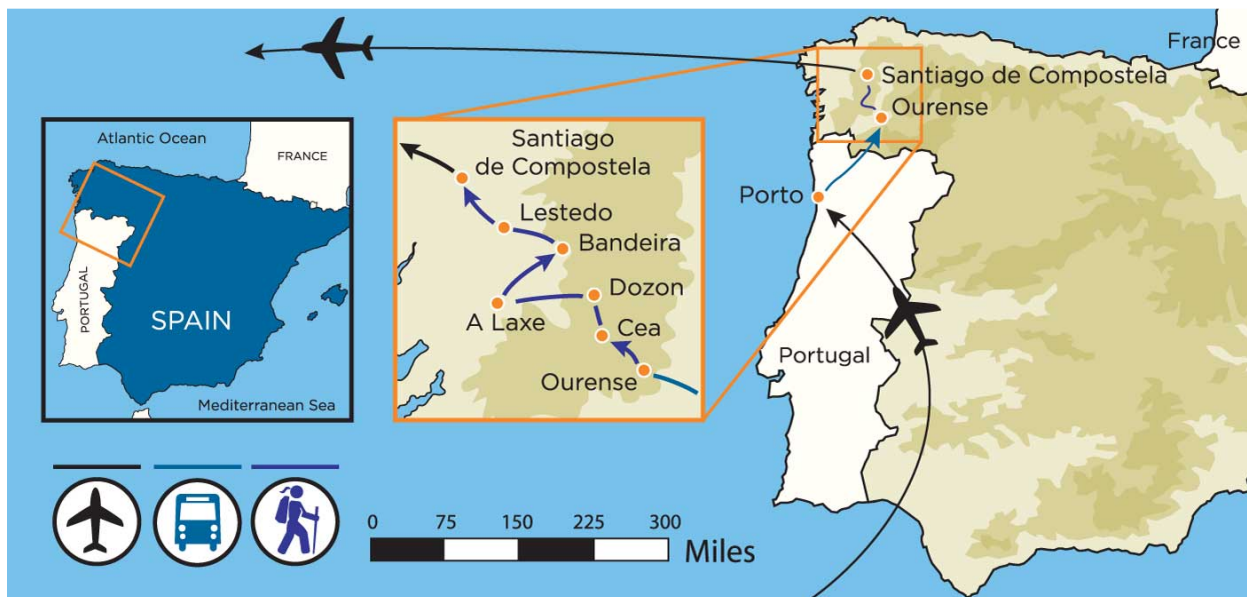 France
Santiago de Compostela
Ourense
Porto
Portugal
Atlantic Ocean
FRANCE
PORTUGAL
SPAIN
Mediterranean Sea
Santiago
de Compostela
Lestedo
Bandeira
Dozon
A Laxe
Cea
Ourense
0 75 150 225 300
Miles